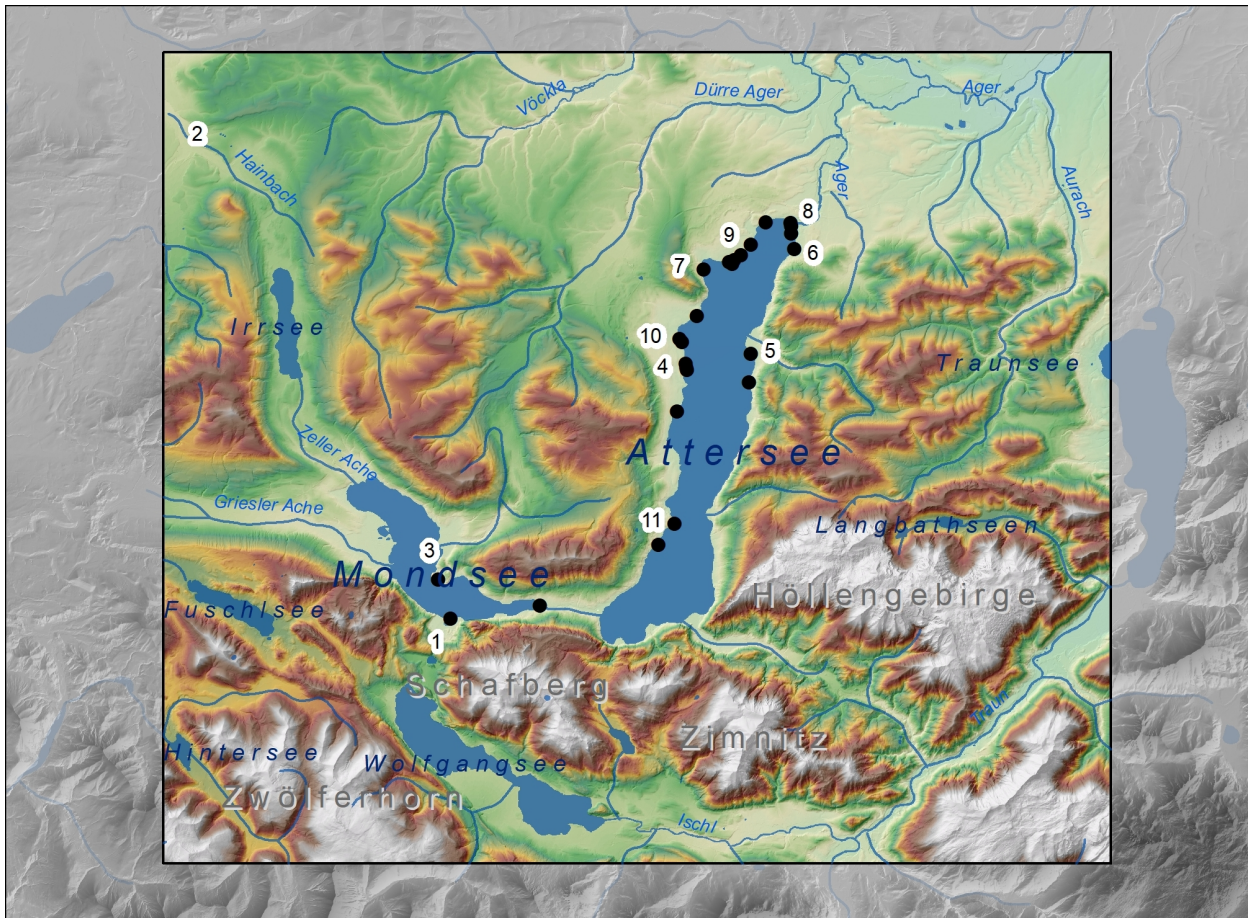 Vöckla
Dürre Ager
Ager
2
Hainbach
Ager
Aurach
8
9
6
7
Irrsee
10
5
4
Traunsee
Zeller Ache
Attersee
Griesler Ache
11
Langbathseen
3
Mondsee
Höllengebirge
Fuschlsee
1
Schafberg
Traun
Zimnitz
Hintersee
Wolfgangsee
Zwölferhorn
Ischl